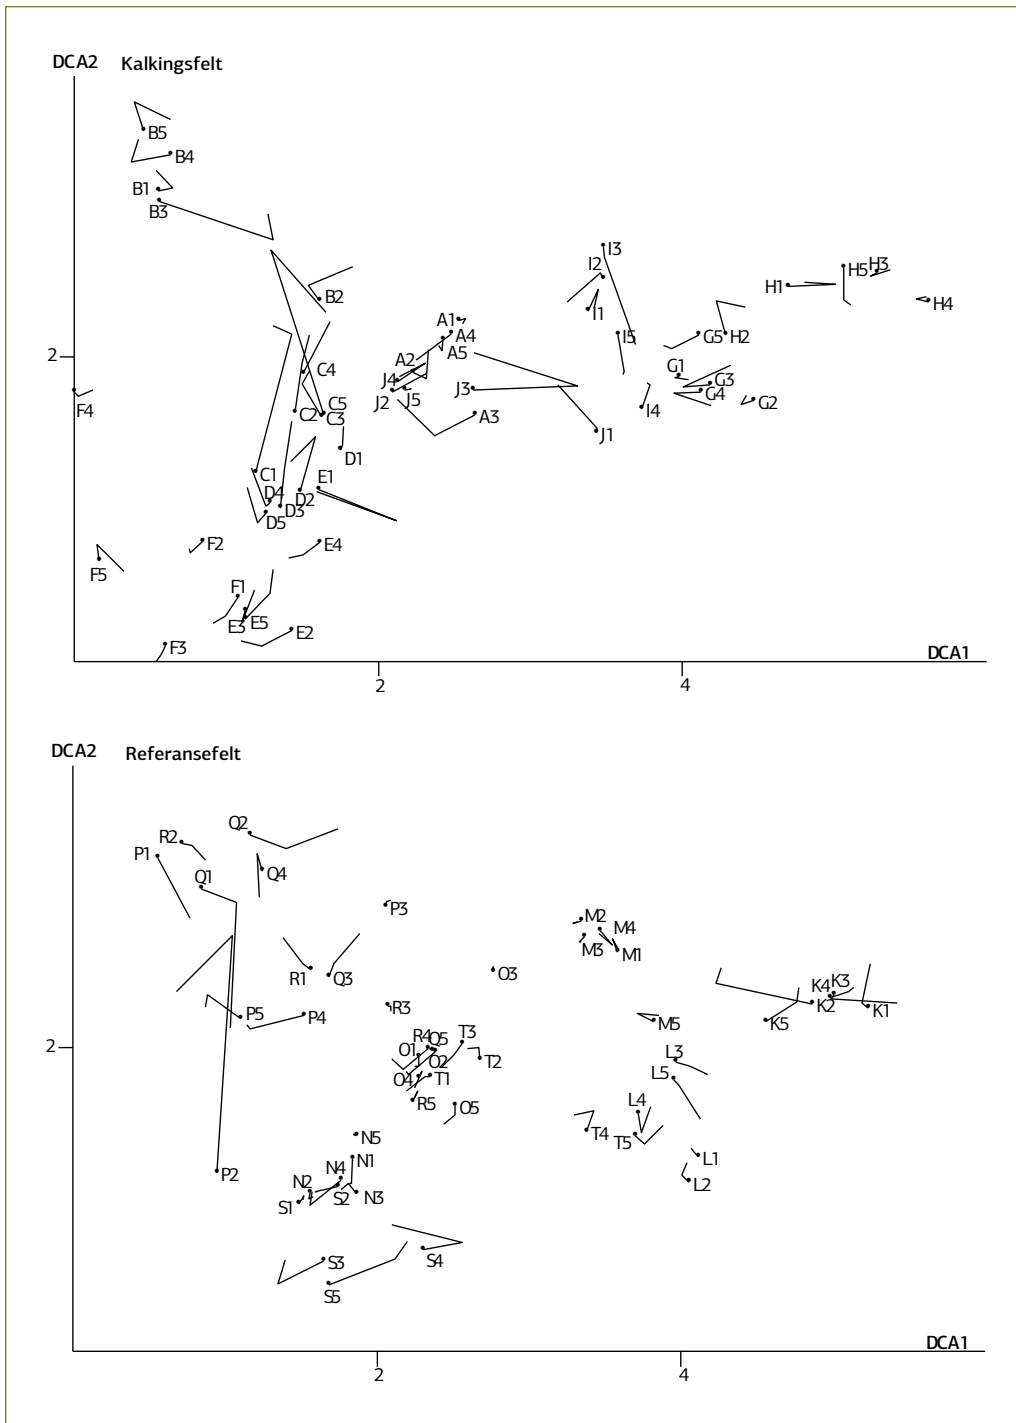 DCA2 Kalkingsfelt
B5
B4
B1
B3
B2
I3
I2
H5 H3
H1
H4
I1
A1
A4
I5
G5 H2
2
A2
A5
C4
J4
G1
G3
J2 J5
J3
G4
G2
F4
C5
C2 C3
A3
I4
J1
D1
C1
E1
D4
D2
D3
D5
F2
E4
F5
F1
E3 E5
E2
F3
DCA1
2
4
DCA2 Referansefelt
Q2
R2
P1
Q4
Q1
P3
M2
M4
M3
M1
R1
Q3
O3
K4 K3
K2
K1
R3
P5
P4
M5
K5
R4 Q5
T3
2
O1
O2
T2
L3
O4 T1
L5
R5
O5
L4
T4
T5
N5
N1
L1
P2
N4
N2
S2
N3
L2
S1
S4
S3
S5
DCA1
2
4